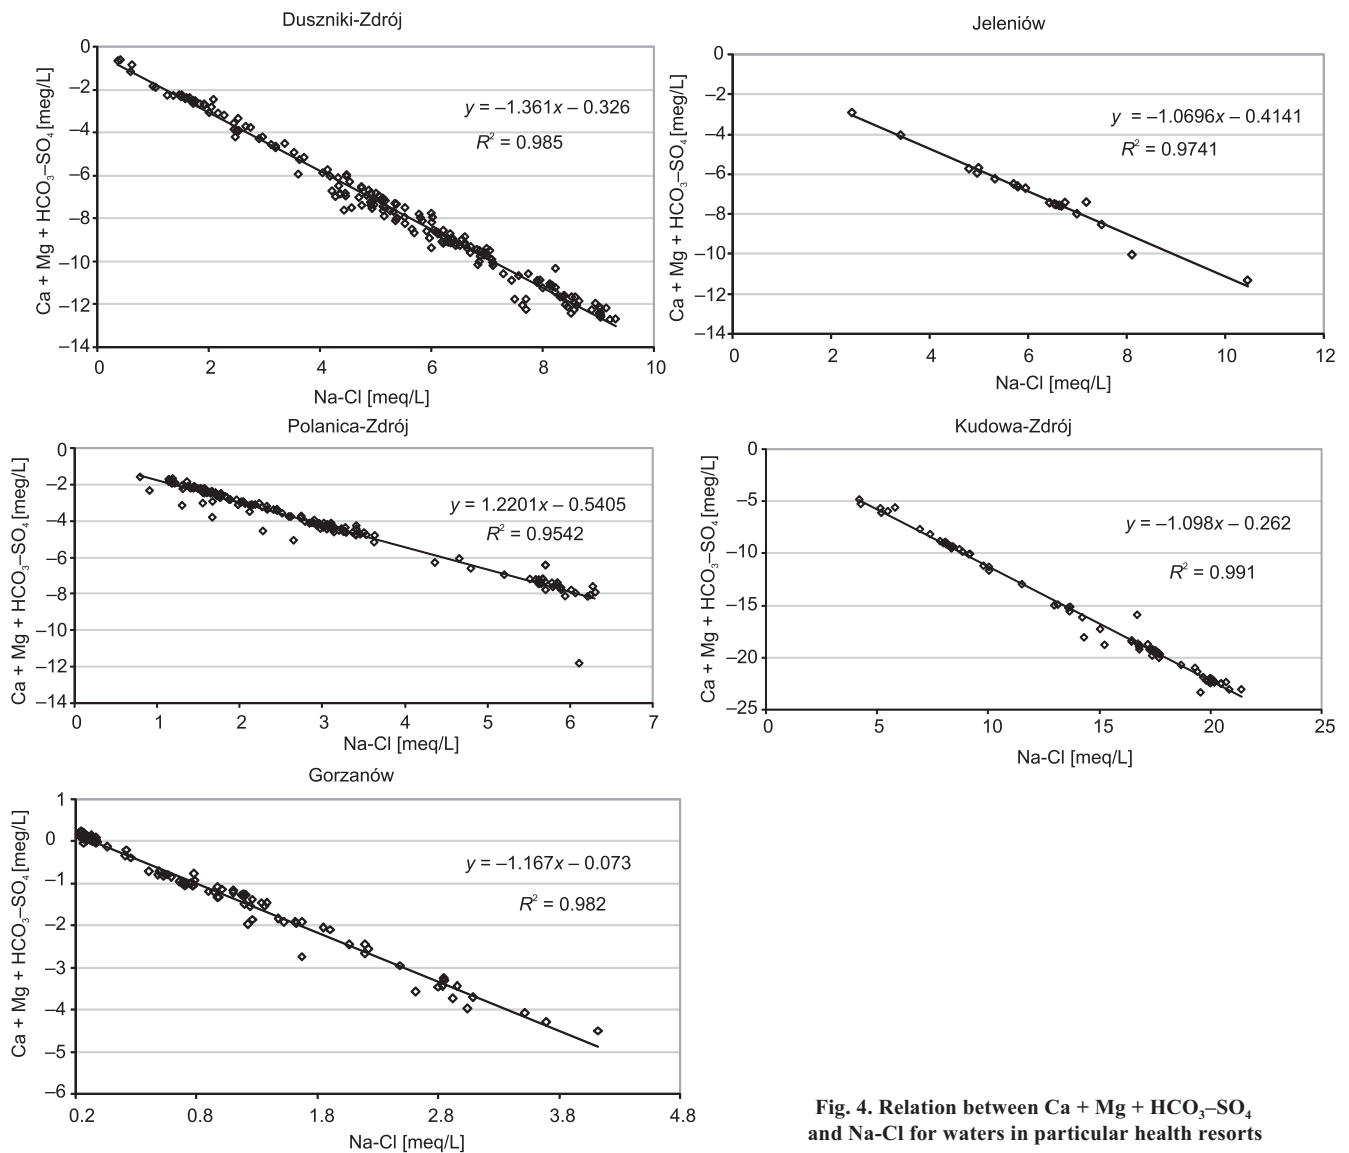 Duszniki-Zdrój
Ca + Mg + HCO₃–SO₄ [meg/L]
0
–2
–4
–6
–8
–10
–12
–14
y = –1.361x – 0.326
R² = 0.985
0 2 4 6 8 10
Na-Cl [meq/L]
Jeleniów
Ca + Mg + HCO₃–SO₄ [meg/L]
0
–2
–4
–6
–8
–10
–12
–14
y = –1.0696x – 0.4141
R² = 0.9741
0 2 4 6 8 10 12
Na-Cl [meq/L]
Polanica-Zdrój
Ca + Mg + HCO₃–SO₄ [meg/L]
0
–2
–4
–6
–8
–10
–12
–14
y = 1.2201x – 0.5405
R² = 0.9542
0 1 2 3 4 5 6 7
Na-Cl [meq/L]
Kudowa-Zdrój
Ca + Mg + HCO₃–SO₄ [meg/L]
0
–5
–10
–15
–20
–25
y = –1.098x – 0.262
R² = 0.991
0 5 10 15 20 25
Na-Cl [meq/L]
Gorzanów
Ca + Mg + HCO₃–SO₄ [meg/L]
1
0
–1
–2
–3
–4
–5
–6
y = –1.167x – 0.073
R² = 0.982
0.2 0.8 1.8 2.8 3.8 4.8
Na-Cl [meq/L]
Fig. 4. Relation between Ca + Mg + HCO₃–SO₄
and Na-Cl for waters in particular health resorts